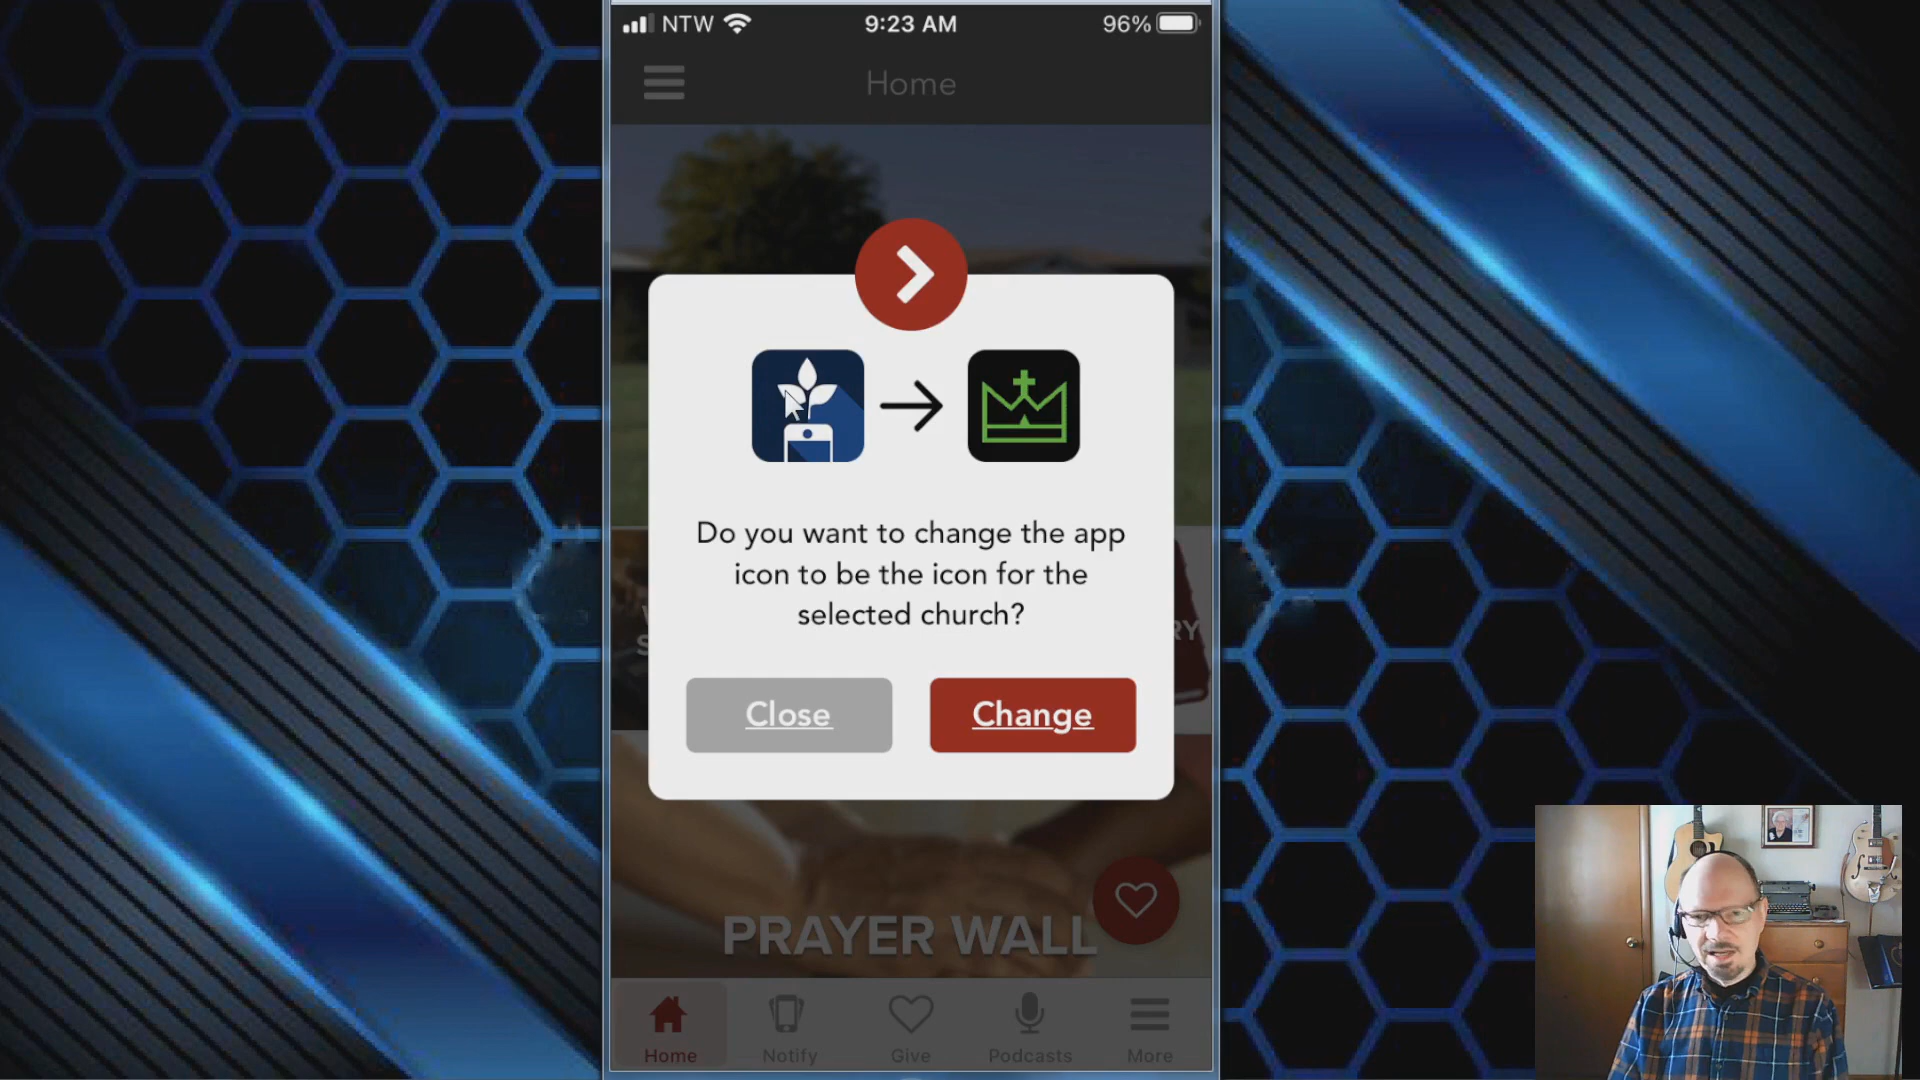 NTW
9:23 AM
96%
Home
Do you want to change the app
icon to be the icon for the
selected church?
RY
Close
Change
PRAYER WALL
Home
Notify
Give
Podcasts
More